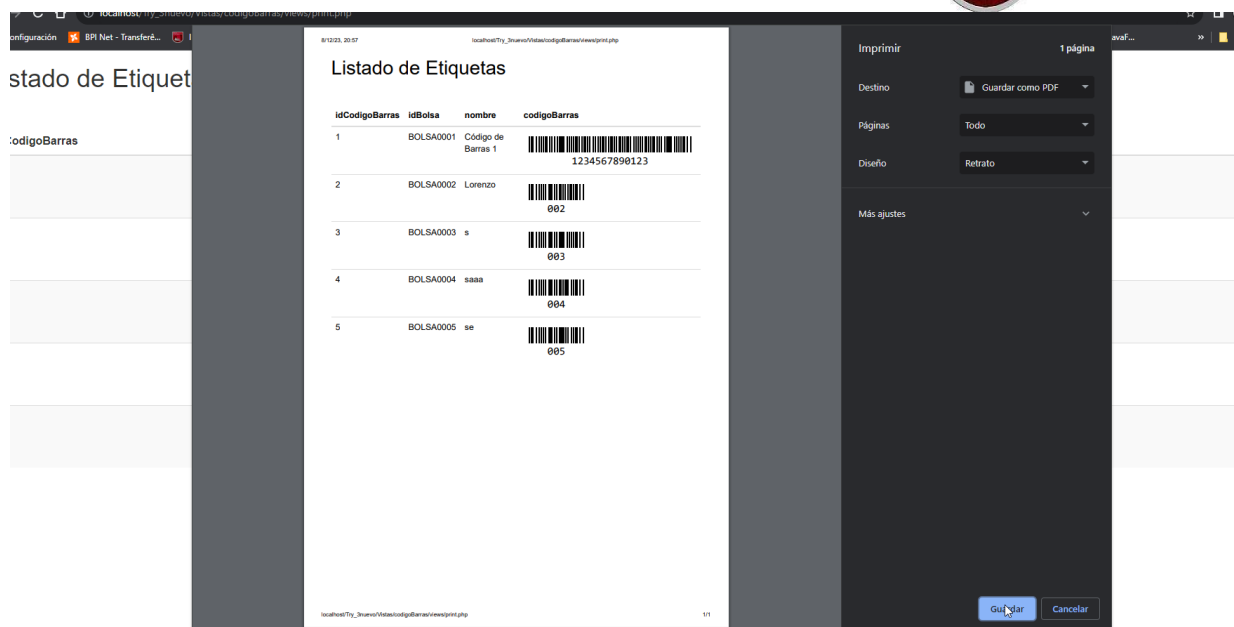 localhost/Try_3nuevo/Vistas/codigoBarras/views/print.php
onfiguración BPI Net - Transferê... avaF... »
stado de Etiquet
CodigoBarras
8/12/23, 20:57 localhost/Try_3nuevo/Vistas/codigoBarras/views/print.php
Listado de Etiquetas
idCodigoBarras idBolsa nombre codigoBarras
1 BOLSA0001 Código de
Barras 1
1234567890123
2 BOLSA0002 Lorenzo
002
3 BOLSA0003 s
003
4 BOLSA0004 saaa
004
5 BOLSA0005 se
005
localhost/Try_3nuevo/Vistas/codigoBarras/views/print.php 1/1
Imprimir 1 página
Destino Guardar como PDF
Páginas Todo
Diseño Retrato
Más ajustes
Guardar Cancelar